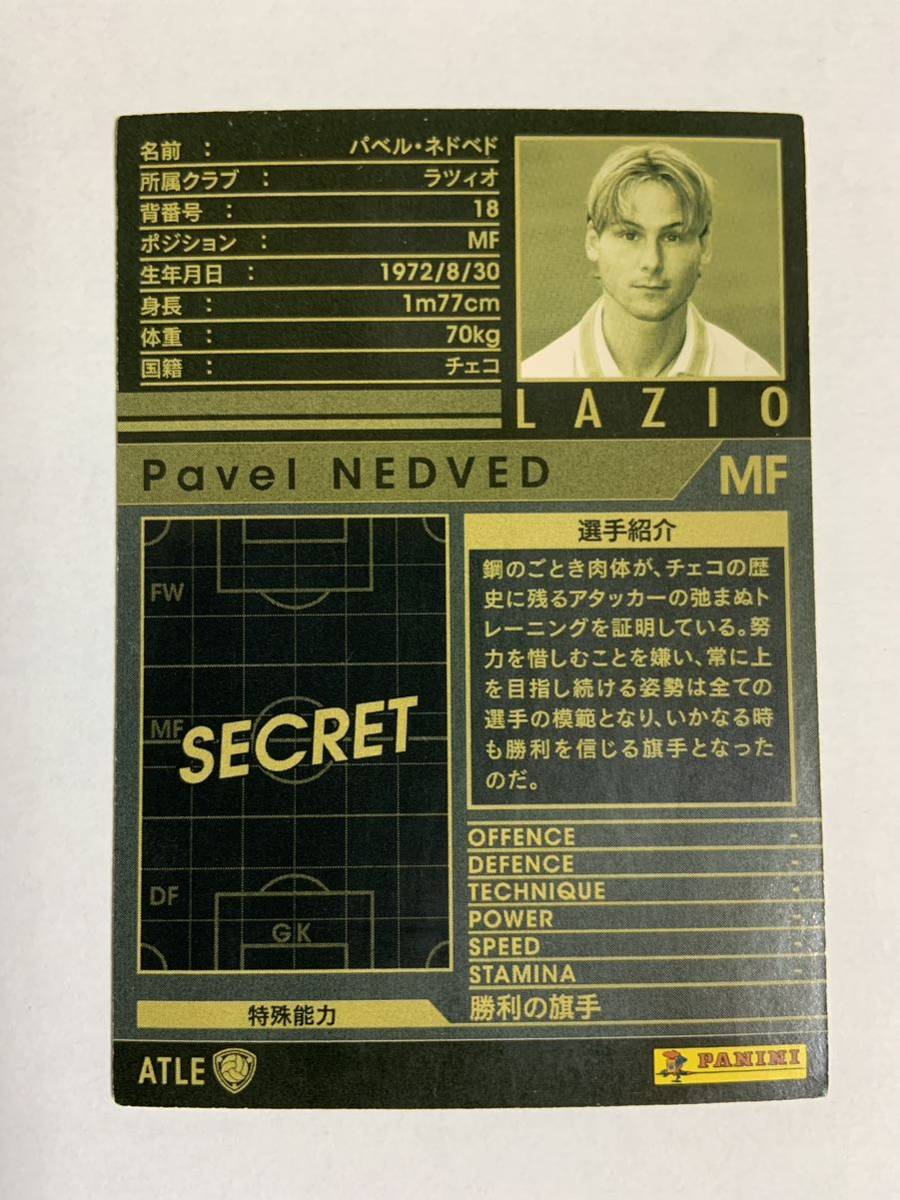 名前 : パベル・ネドベド
所属クラブ : ラツィオ
背番号 : 18
ポジション : MF
生年月日 : 1972/8/30
身長 : 1m77cm
体重 : 70kg
国籍 : チェコ
LAZIO
Pavel NEDVED
MF
FW
MF
SECRET
DF
GK
選手紹介
鋼のごとき肉体が、チェコの歴
史に残るアタッカーの弛まぬト
レーニングを証明している。努
力を惜しむことを嫌い、常に上
を目指し続ける姿勢は全ての
選手の模範となり、いかなる時
も勝利を信じる旗手となった
のだ。
OFFENCE -
DEFENCE -
TECHNIQUE -
POWER -
SPEED -
STAMINA -
特殊能力
勝利の旗手
ATLE
PANINI